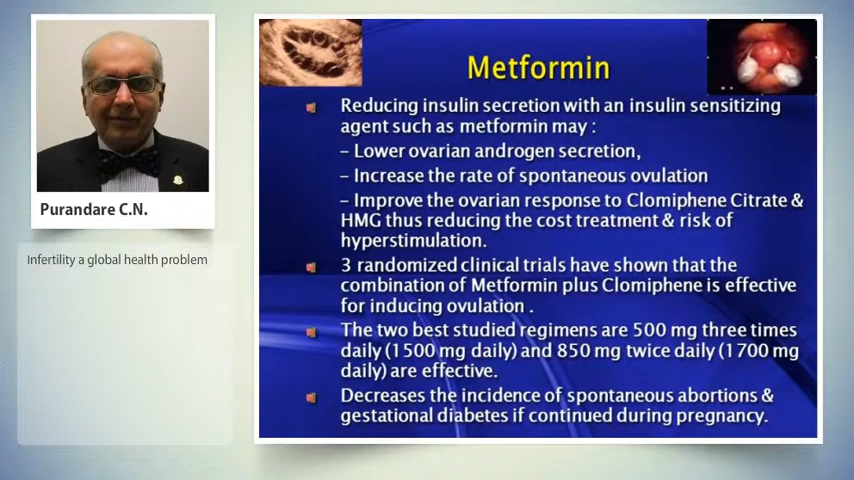 Purandare C.N.
Infertility a global health problem
Metformin
Reducing insulin secretion with an insulin sensitizing
agent such as metformin may :
– Lower ovarian androgen secretion,
– Increase the rate of spontaneous ovulation
– Improve the ovarian response to Clomiphene Citrate &
HMG thus reducing the cost treatment & risk of
hyperstimulation.
3 randomized clinical trials have shown that the
combination of Metformin plus Clomiphene is effective
for inducing ovulation .
The two best studied regimens are 500 mg three times
daily (1500 mg daily) and 850 mg twice daily (1700 mg
daily) are effective.
Decreases the incidence of spontaneous abortions &
gestational diabetes if continued during pregnancy.